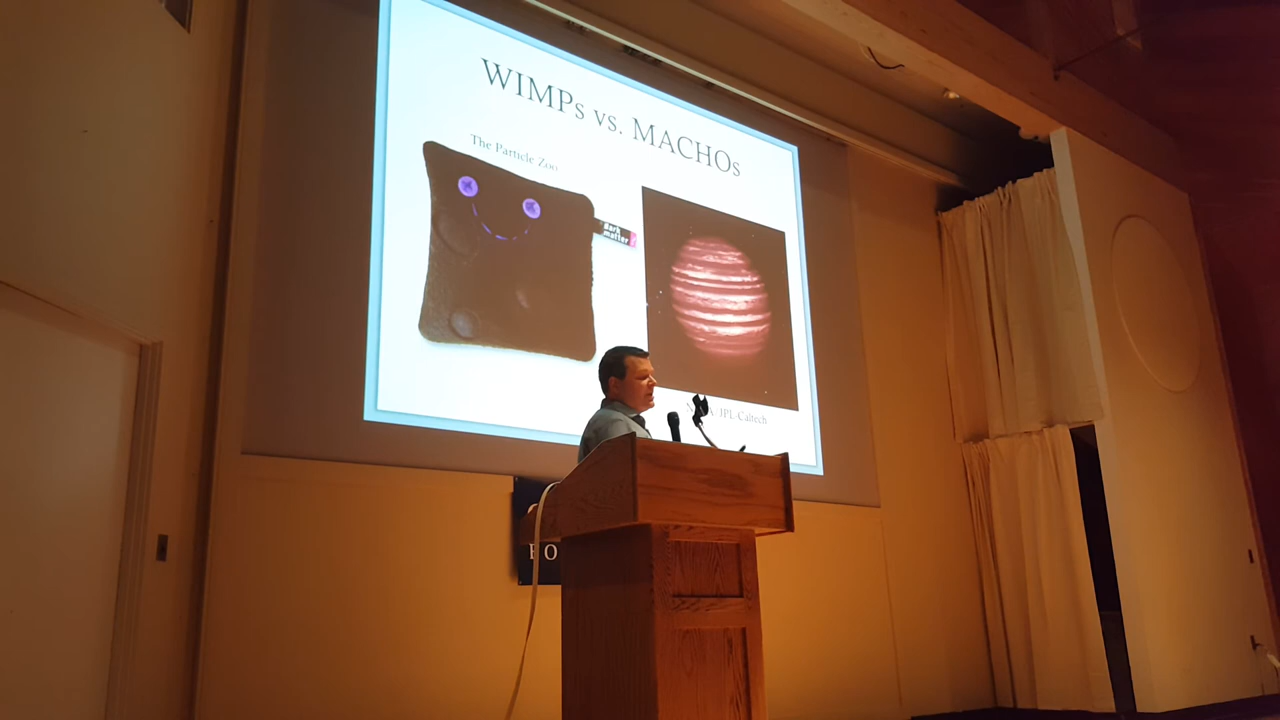 WIMPs vs. MACHOs
The Particle Zoo
dark
matter
/JPL-Caltech